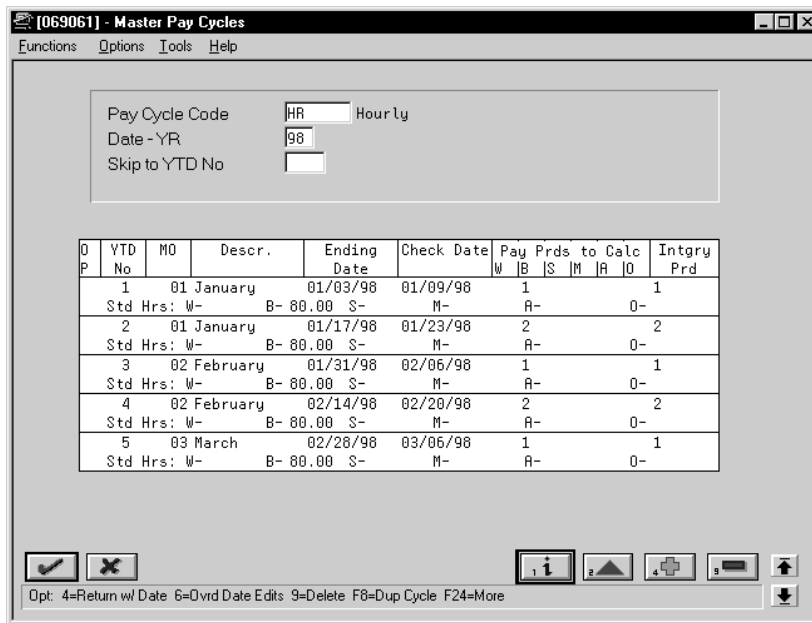 [069061] - Master Pay Cycles
Functions Options Tools Help
Pay Cycle Code HR Hourly
Date - YR 98
Skip to YTD No
O YTD MO Descr. Ending Check Date Pay Prds to Calc Intgry
P No Date W |B |S |M |A |O Prd
1 01 January 01/03/98 01/09/98 1 1
Std Hrs: W- B- 80.00 S- M- A- O-
2 01 January 01/17/98 01/23/98 2 2
Std Hrs: W- B- 80.00 S- M- A- O-
3 02 February 01/31/98 02/06/98 1 1
Std Hrs: W- B- 80.00 S- M- A- O-
4 02 February 02/14/98 02/20/98 2 2
Std Hrs: W- B- 80.00 S- M- A- O-
5 03 March 02/28/98 03/06/98 1 1
Std Hrs: W- B- 80.00 S- M- A- O-
1 i 2 4 9
Opt: 4=Return w/ Date 6=Ovrd Date Edits 9=Delete F8=Dup Cycle F24=More